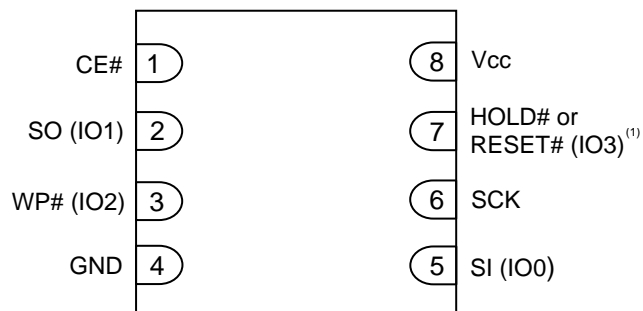 CE# 1
SO (IO1) 2
WP# (IO2) 3
GND 4
8 Vcc
7 HOLD# or
RESET# (IO3)(1)
6 SCK
5 SI (IO0)